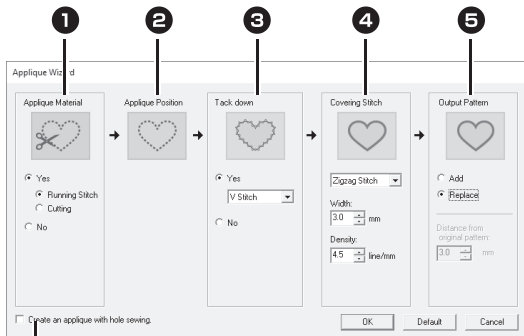 1 2 3 4 5
Applique Wizard
Applique Material
Yes
Running Stitch
Cutting
No
Applique Position
Tack down
Yes
V Stitch
No
Covering Stitch
Zigzag Stitch
Width:
3.0 mm
Density:
4.5 line/mm
Output Pattern
Add
Replace
Distance from
original pattern:
3.0 mm
Create an applique with hole sewing.
OK Default Cancel